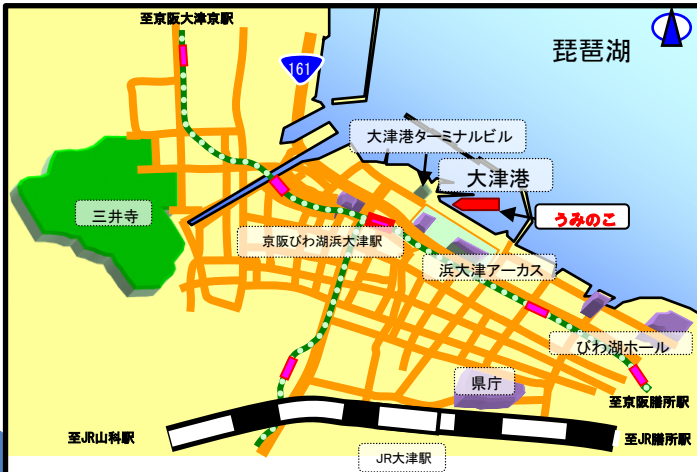 至京阪大津京駅
161
琵琶湖
大津港ターミナルビル
大津港
うみのこ
三井寺
京阪びわ湖浜大津駅
浜大津アーカス
びわ湖ホール
県庁
至京阪膳所駅
至JR山科駅
至JR膳所駅
JR大津駅